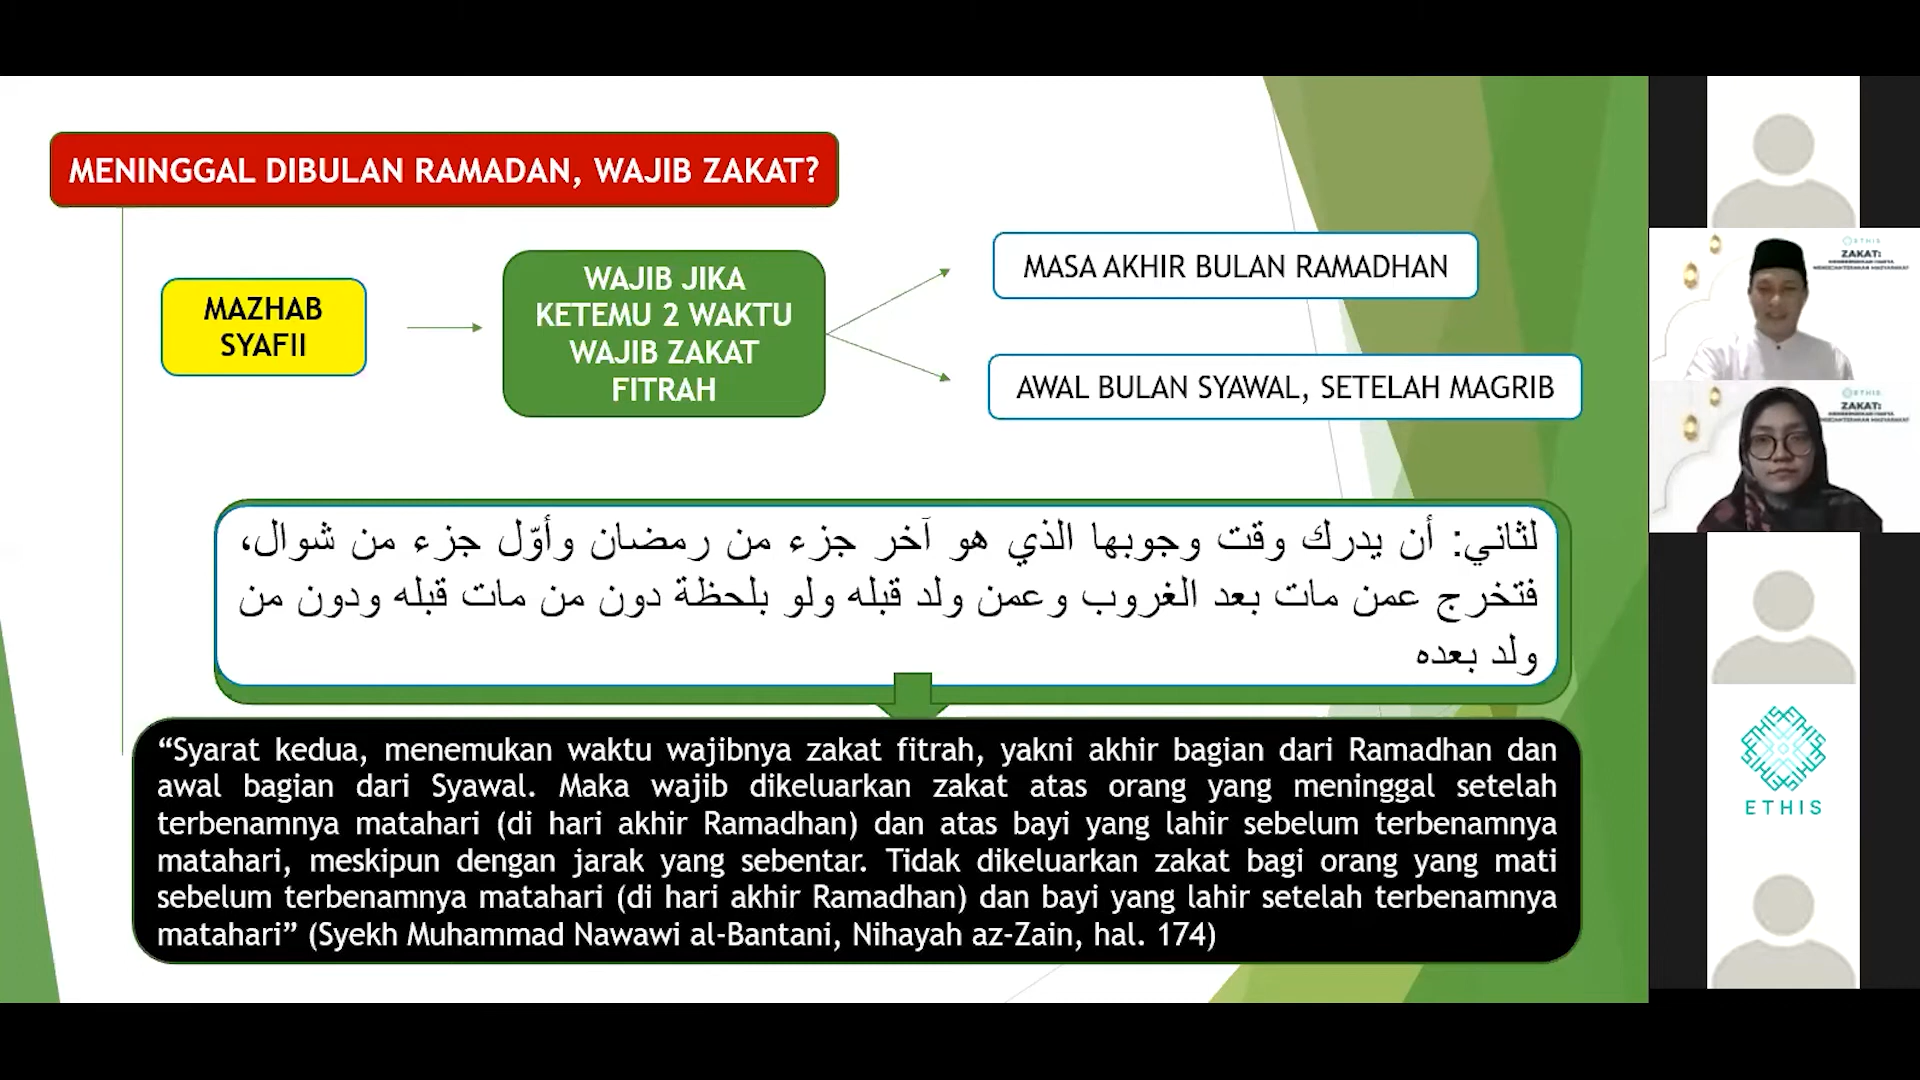 MENINGGAL DIBULAN RAMADAN, WAJIB ZAKAT?
MAZHAB
SYAFII
WAJIB JIKA
KETEMU 2 WAKTU
WAJIB ZAKAT
FITRAH
MASA AKHIR BULAN RAMADHAN
AWAL BULAN SYAWAL, SETELAH MAGRIB
لثاني: أن يدرك وقت وجوبها الذي هو آخر جزء من رمضان وأوّل جزء من شوال،
فتخرج عمن مات بعد الغروب وعمن ولد قبله ولو بلحظة دون من مات قبله ودون من
ولد بعده
“Syarat kedua, menemukan waktu wajibnya zakat fitrah, yakni akhir bagian dari Ramadhan dan
awal bagian dari Syawal. Maka wajib dikeluarkan zakat atas orang yang meninggal setelah
terbenamnya matahari (di hari akhir Ramadhan) dan atas bayi yang lahir sebelum terbenamnya
matahari, meskipun dengan jarak yang sebentar. Tidak dikeluarkan zakat bagi orang yang mati
sebelum terbenamnya matahari (di hari akhir Ramadhan) dan bayi yang lahir setelah terbenamnya
matahari” (Syekh Muhammad Nawawi al-Bantani, Nihayah az-Zain, hal. 174)
ETHIS
ZAKAT:
ETHIS
ZAKAT:
ETHIS